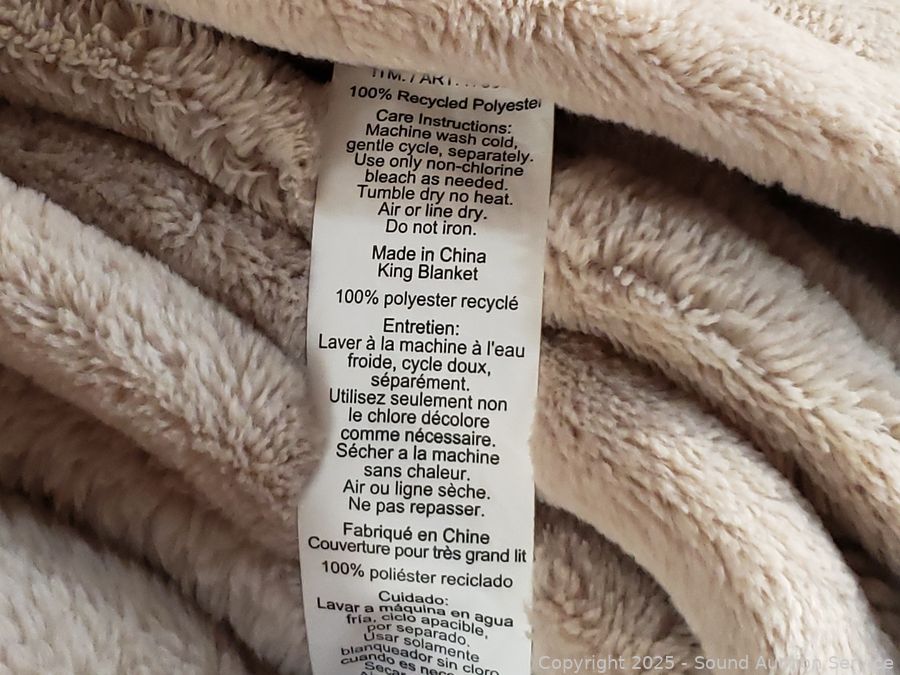 ITM. / ART.
100% Recycled Polyester
Care Instructions:
Machine wash cold,
gentle cycle, separately.
Use only non-chlorine
bleach as needed.
Tumble dry no heat.
Air or line dry.
Do not iron.
Made in China
King Blanket
100% polyester recyclé
Entretien:
Laver à la machine à l'eau
froide, cycle doux,
séparément.
Utilisez seulement non
le chlore décolore
comme nécessaire.
Sécher a la machine
sans chaleur.
Air ou ligne sèche.
Ne pas repasser.
Fabriqué en Chine
Couverture pour très grand lit
100% poliéster reciclado
Cuidado:
Lavar a máquina en agua
fría, ciclo apacible,
por separado.
Usar solamente
blanqueador sin cloro
cuando es
Copyright 2025 - Sound Auction Service